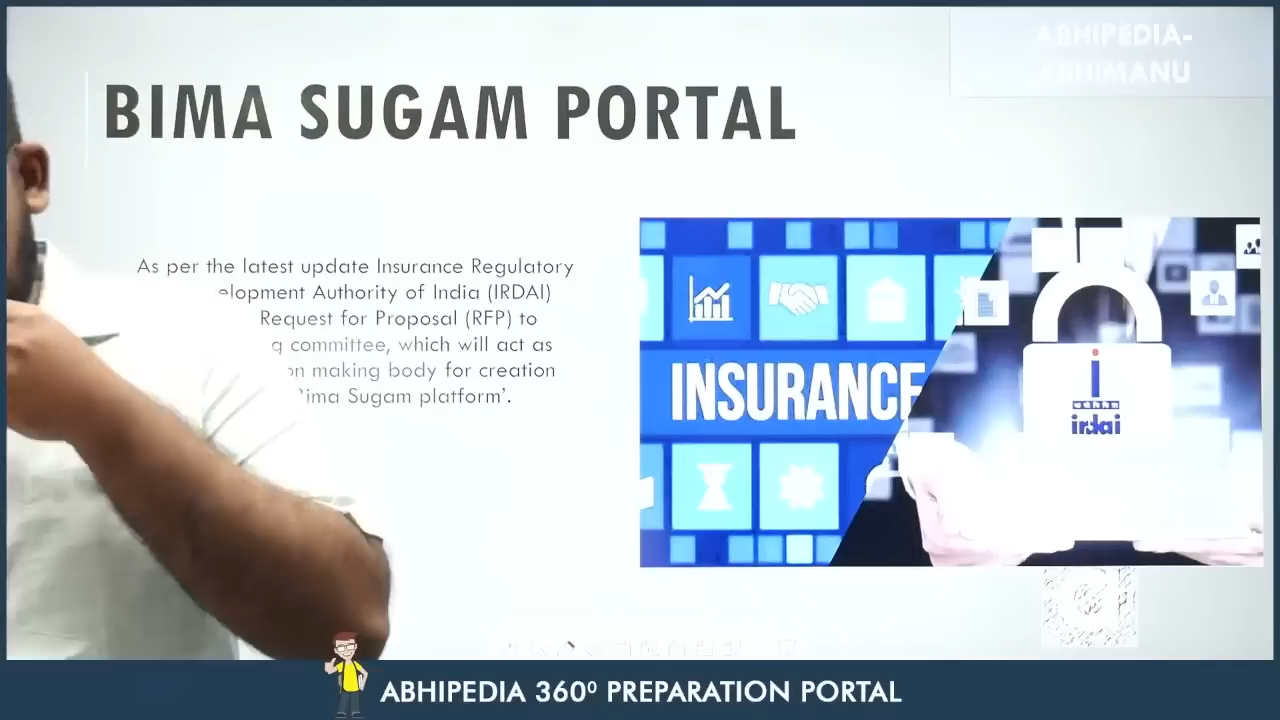 ABHIPEDIA-
ABHIMANU
BIMA SUGAM PORTAL
As per the latest update Insurance Regulatory
elopment Authority of India (IRDAI)
Request for Proposal (RFP) to
g committee, which will act as
on making body for creation
Bima Sugam platform’.
INSURANCE
irdai
ABHIPEDIA 360⁰ PREPARATION PORTAL